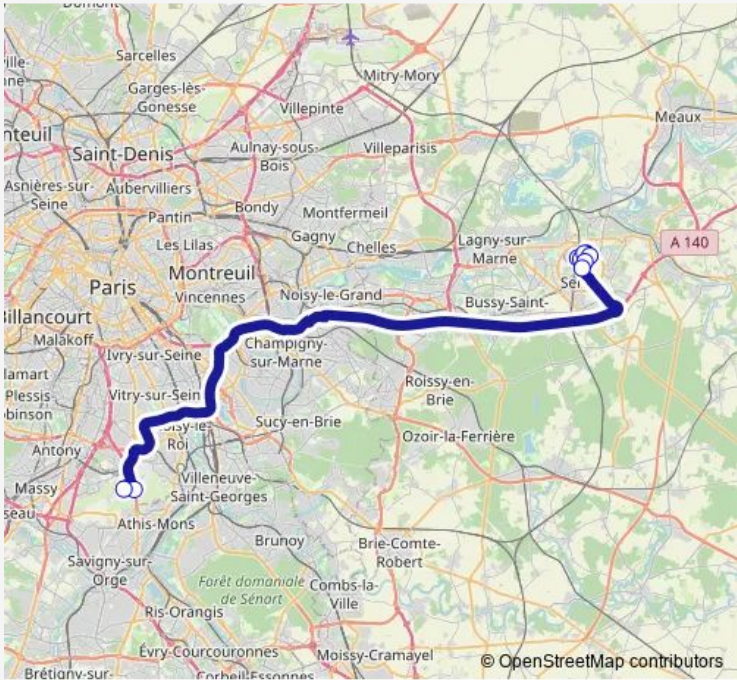 Sarcelles
Mitry-Mory
Garges-lès-
Gonesse
Villepinte
Meaux
Saint-Denis
Aulnay-sous-
Bois
Villeparisis
Asnières-sur-
Seine
Aubervilliers
Bondy
Montfermeil
Pantin
Gagny
Les Lilas
Chelles
Lagny-sur-
Marne
A 140
Montreuil
Paris
Vincennes
Noisy-le-Grand
Bussy-Saint-
Billancourt
Malakoff
Ivry-sur-Seine
Champigny-
sur-Marne
Vitry-sur-Sein
Roissy-en-
Brie
Plessis-
Sucy-en-Brie
Ozoir-la-Ferrière
Roi
Antony
Massy
Villeneuve-
Saint-Georges
Athis-Mons
Brunoy
Brie-Comte-
Robert
Savigny-sur-
Orge
Forêt domaniale
de Sénart
Combs-la-
Ville
Ris-Orangis
Évry-Courcouronnes
Moissy-Cramayel
Brétigny-sur-
© OpenStreetMap contributors